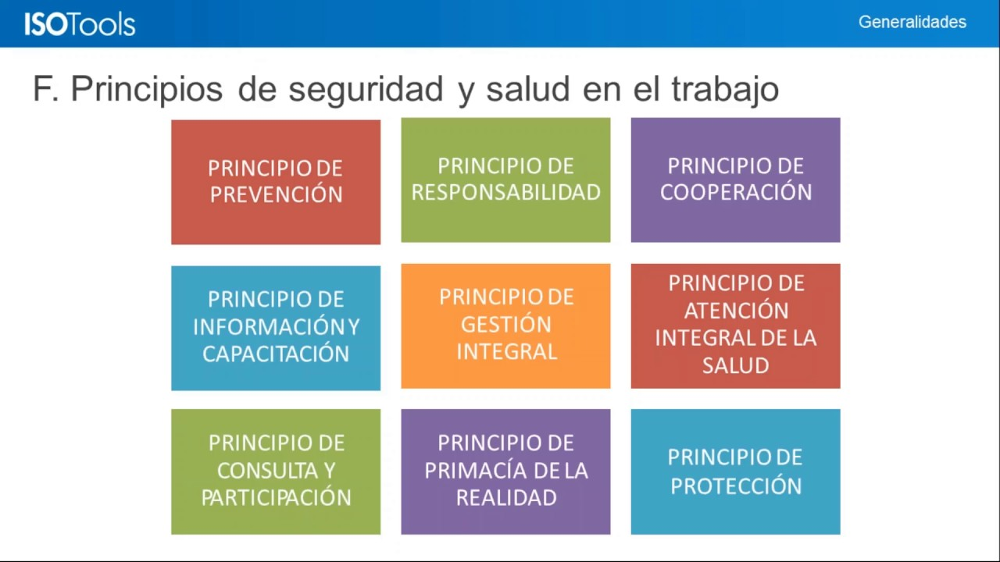 ISOTools
Generalidades
F. Principios de seguridad y salud en el trabajo
PRINCIPIO DE
PREVENCIÓN
PRINCIPIO DE
RESPONSABILIDAD
PRINCIPIO DE
COOPERACIÓN
PRINCIPIO DE
INFORMACIÓN Y
CAPACITACIÓN
PRINCIPIO DE
GESTIÓN
INTEGRAL
PRINCIPIO DE
ATENCIÓN
INTEGRAL DE LA
SALUD
PRINCIPIO DE
CONSULTA Y
PARTICIPACIÓN
PRINCIPIO DE
PRIMACÍA DE LA
REALIDAD
PRINCIPIO DE
PROTECCIÓN